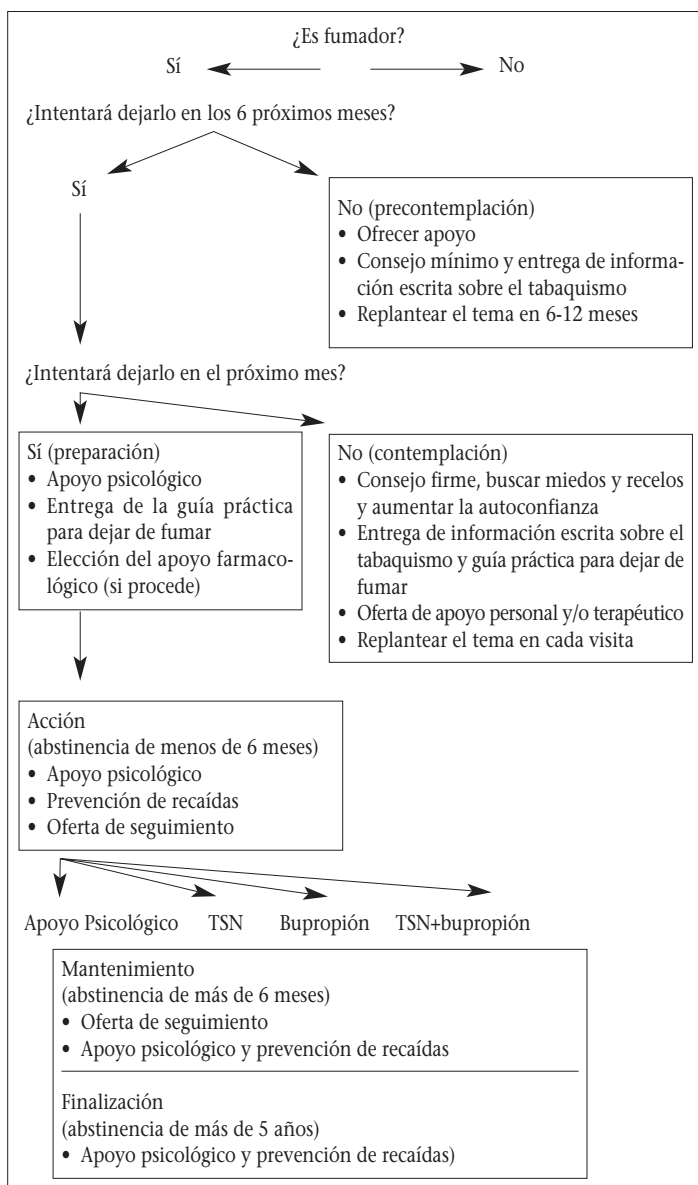 ¿Es fumador?
Sí
No
¿Intentará dejarlo en los 6 próximos meses?
Sí
No (precontemplación)
• Ofrecer apoyo
• Consejo mínimo y entrega de informa-
ción escrita sobre el tabaquismo
• Replantear el tema en 6-12 meses
¿Intentará dejarlo en el próximo mes?
Sí (preparación)
• Apoyo psicológico
• Entrega de la guía práctica
para dejar de fumar
• Elección del apoyo farmaco-
lógico (si procede)
No (contemplación)
• Consejo firme, buscar miedos y recelos
y aumentar la autoconfianza
• Entrega de información escrita sobre el
tabaquismo y guía práctica para dejar de
fumar
• Oferta de apoyo personal y/o terapéutico
• Replantear el tema en cada visita
Acción
(abstinencia de menos de 6 meses)
• Apoyo psicológico
• Prevención de recaídas
• Oferta de seguimiento
Apoyo Psicológico TSN Bupropión TSN+bupropión
Mantenimiento
(abstinencia de más de 6 meses)
• Oferta de seguimiento
• Apoyo psicológico y prevención de recaídas
Finalización
(abstinencia de más de 5 años)
• Apoyo psicológico y prevención de recaídas)